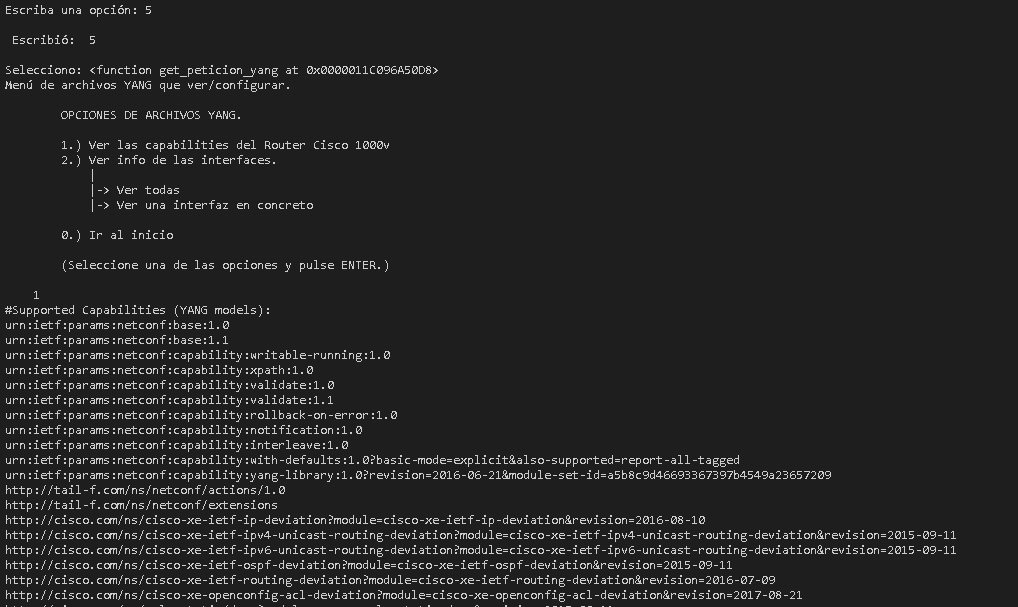 Escriba una opción: 5
Escribió:  5
Selecciono: <function get_peticion_yang at 0x0000011C096A50D8>
Menú de archivos YANG que ver/configurar.
OPCIONES DE ARCHIVOS YANG.
1.) Ver las capabilities del Router Cisco 1000v
2.) Ver info de las interfaces.
|
|-> Ver todas
|-> Ver una interfaz en concreto
0.) Ir al inicio
(Seleccione una de las opciones y pulse ENTER.)
1
#Supported Capabilities (YANG models):
urn:ietf:params:netconf:base:1.0
urn:ietf:params:netconf:base:1.1
urn:ietf:params:netconf:capability:writable-running:1.0
urn:ietf:params:netconf:capability:xpath:1.0
urn:ietf:params:netconf:capability:validate:1.0
urn:ietf:params:netconf:capability:validate:1.1
urn:ietf:params:netconf:capability:rollback-on-error:1.0
urn:ietf:params:netconf:capability:notification:1.0
urn:ietf:params:netconf:capability:interleave:1.0
urn:ietf:params:netconf:capability:with-defaults:1.0?basic-mode=explicit&also-supported=report-all-tagged
urn:ietf:params:netconf:capability:yang-library:1.0?revision=2016-06-21&module-set-id=a5b8c9d46693367397b4549a23657209
http://tail-f.com/ns/netconf/actions/1.0
http://tail-f.com/ns/netconf/extensions
http://cisco.com/ns/cisco-xe-ietf-ip-deviation?module=cisco-xe-ietf-ip-deviation&revision=2016-08-10
http://cisco.com/ns/cisco-xe-ietf-ipv4-unicast-routing-deviation?module=cisco-xe-ietf-ipv4-unicast-routing-deviation&revision=2015-09-11
http://cisco.com/ns/cisco-xe-ietf-ipv6-unicast-routing-deviation?module=cisco-xe-ietf-ipv6-unicast-routing-deviation&revision=2015-09-11
http://cisco.com/ns/cisco-xe-ietf-ospf-deviation?module=cisco-xe-ietf-ospf-deviation&revision=2015-09-11
http://cisco.com/ns/cisco-xe-ietf-routing-deviation?module=cisco-xe-ietf-routing-deviation&revision=2016-07-09
http://cisco.com/ns/cisco-xe-openconfig-acl-deviation?module=cisco-xe-openconfig-acl-deviation&revision=2017-08-21